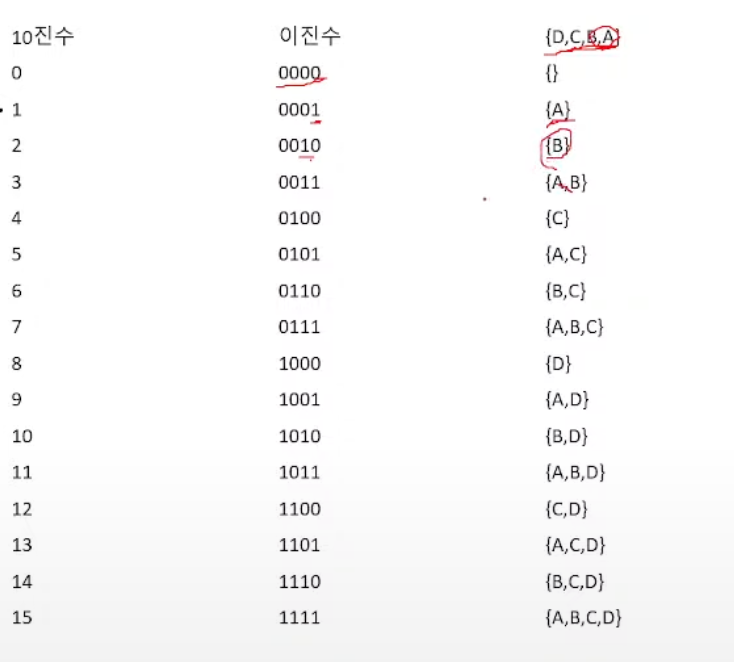 10진수 이진수 {D,C,B,A}
0 0000 {}
1 0001 {A}
2 0010 {B}
3 0011 {A,B}
4 0100 {C}
5 0101 {A,C}
6 0110 {B,C}
7 0111 {A,B,C}
8 1000 {D}
9 1001 {A,D}
10 1010 {B,D}
11 1011 {A,B,D}
12 1100 {C,D}
13 1101 {A,C,D}
14 1110 {B,C,D}
15 1111 {A,B,C,D}